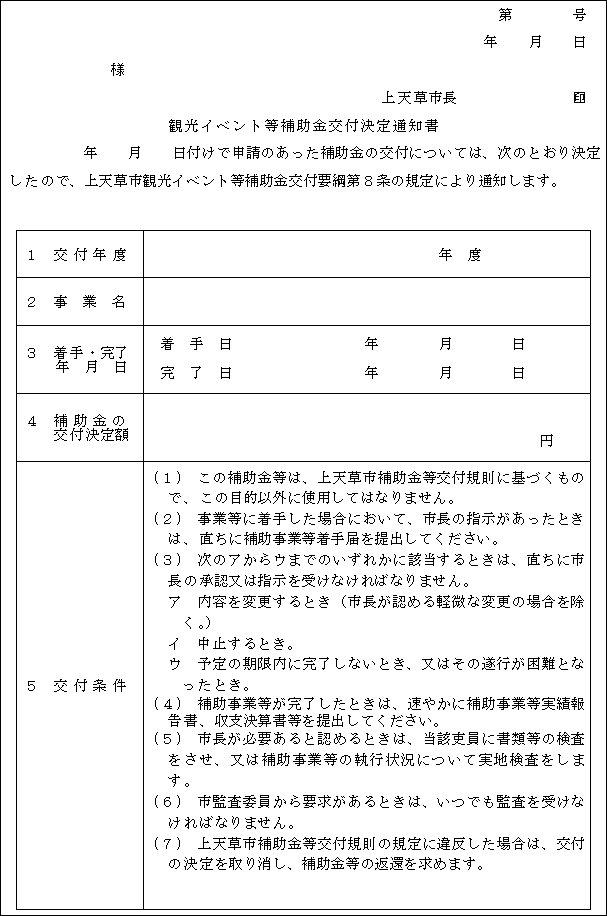 第　　　　号
年　　月　　日
様
上天草市長　　　　　　　　印
観光イベント等補助金交付決定通知書
年　　月　　日付けで申請のあった補助金の交付については、次のとおり決定
したので、上天草市観光イベント等補助金交付要綱第８条の規定により通知します。
１　交付年度　　年　度
２　事　業　名
３　着手・完了　着　手　日　　年　　月　　日
年　月　日　完　了　日　　年　　月　　日
４　補助金の
交付決定額　　円
５　交付条件
（１）　この補助金等は、上天草市補助金等交付規則に基づくもの
で、この目的以外に使用してはなりません。
（２）　事業等に着手した場合において、市長の指示があったとき
は、直ちに補助事業等着手届を提出してください。
（３）　次のアからウまでのいずれかに該当するときは、直ちに市
長の承認又は指示を受けなければなりません。
ア　内容を変更するとき（市長が認める軽微な変更の場合を除
く。）
イ　中止するとき。
ウ　予定の期限内に完了しないとき、又はその遂行が困難とな
ったとき。
（４）　補助事業等が完了したときは、速やかに補助事業等実績報
告書、収支決算書等を提出してください。
（５）　市長が必要あると認めるときは、当該吏員に書類等の検査
をさせ、又は補助事業等の執行状況について実地検査をしま
す。
（６）　市監査委員から要求があるときは、いつでも監査を受けな
ければなりません。
（７）　上天草市補助金等交付規則の規定に違反した場合は、交付
の決定を取り消し、補助金等の返還を求めます。